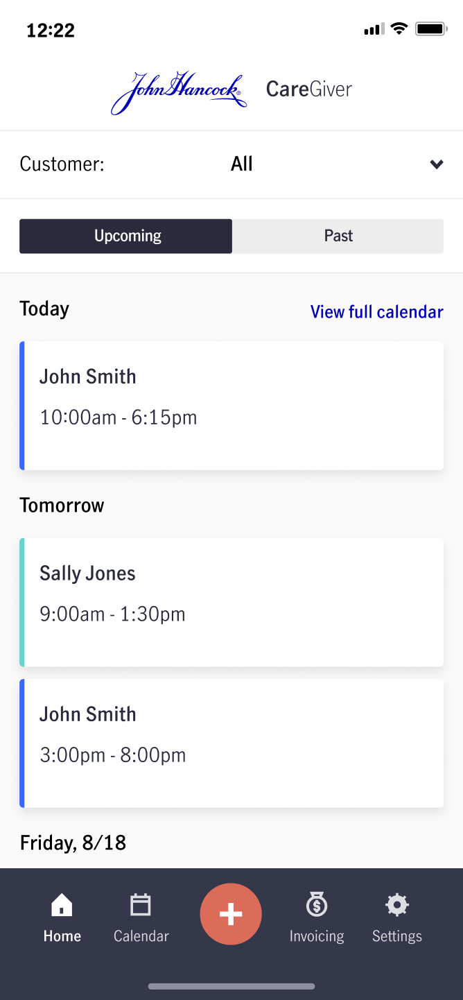 12:22
John Hancock® CareGiver
Customer: All
Upcoming Past
Today View full calendar
John Smith
10:00am - 6:15pm
Tomorrow
Sally Jones
9:00am - 1:30pm
John Smith
3:00pm - 8:00pm
Friday, 8/18
Home Calendar + Invoicing Settings